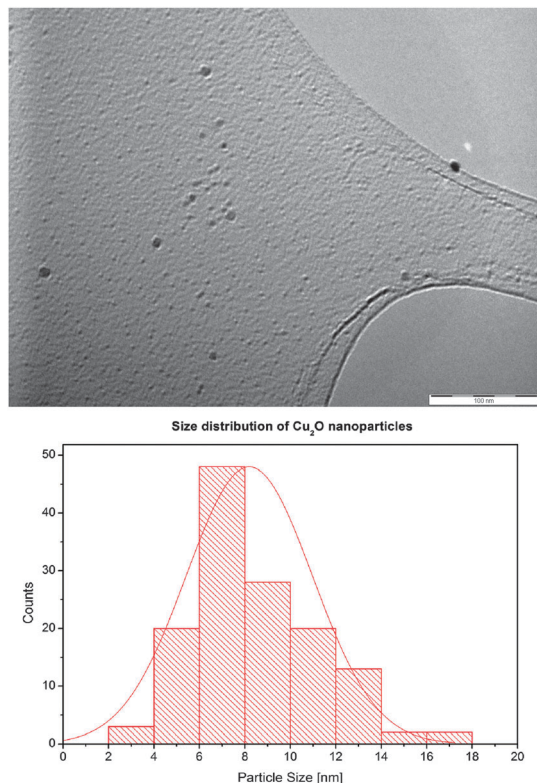 100 nm
Size distribution of Cu₂O nanoparticles
50
40
30
20
10
0
Counts
0 2 4 6 8 10 12 14 16 18 20
Particle Size [nm]